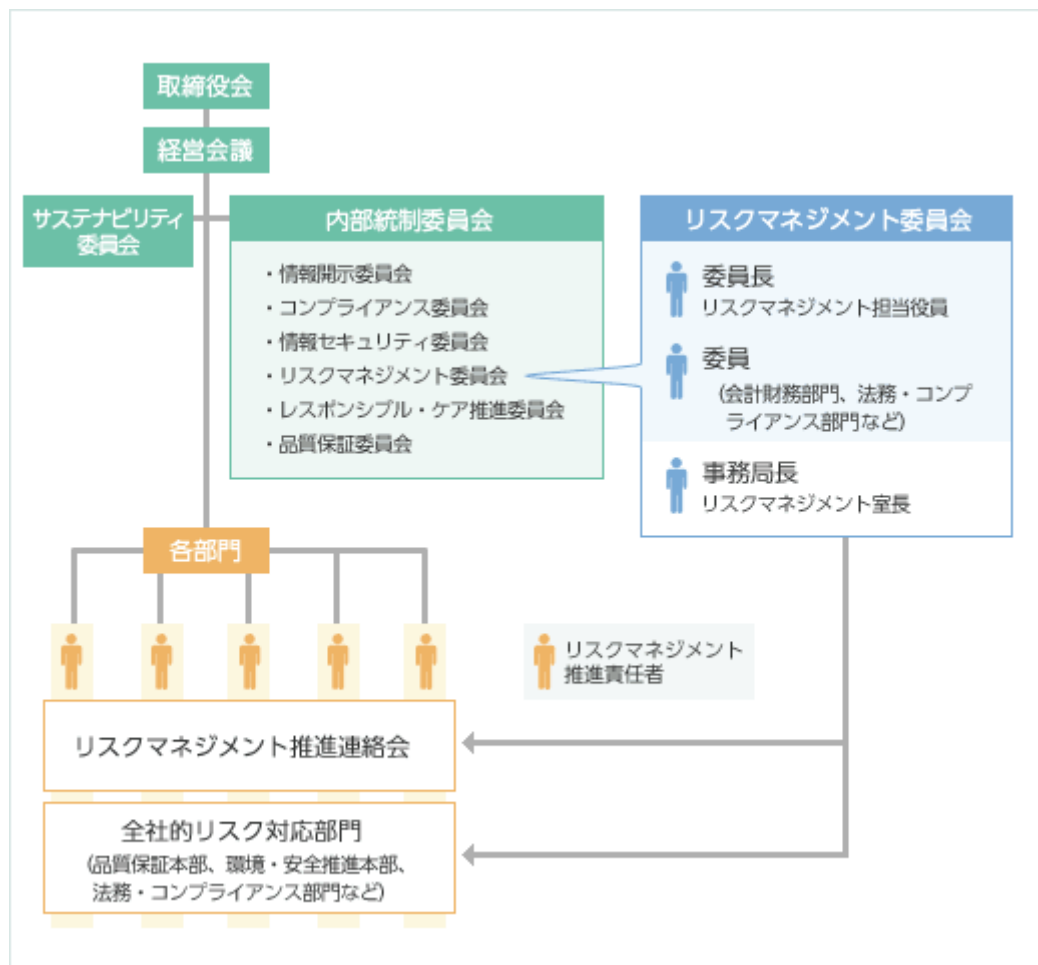 取締役会
経営会議
サステナビリティ
委員会
内部統制委員会
・情報開示委員会
・コンプライアンス委員会
・情報セキュリティ委員会
・リスクマネジメント委員会
・レスポンシブル・ケア推進委員会
・品質保証委員会
リスクマネジメント委員会
委員長
リスクマネジメント担当役員
委員
(会計財務部門、法務・コンプ
ライアンス部門など)
事務局長
リスクマネジメント室長
各部門
リスクマネジメント
推進責任者
リスクマネジメント推進連絡会
全社的リスク対応部門
(品質保証本部、環境・安全推進本部、
法務・コンプライアンス部門など)